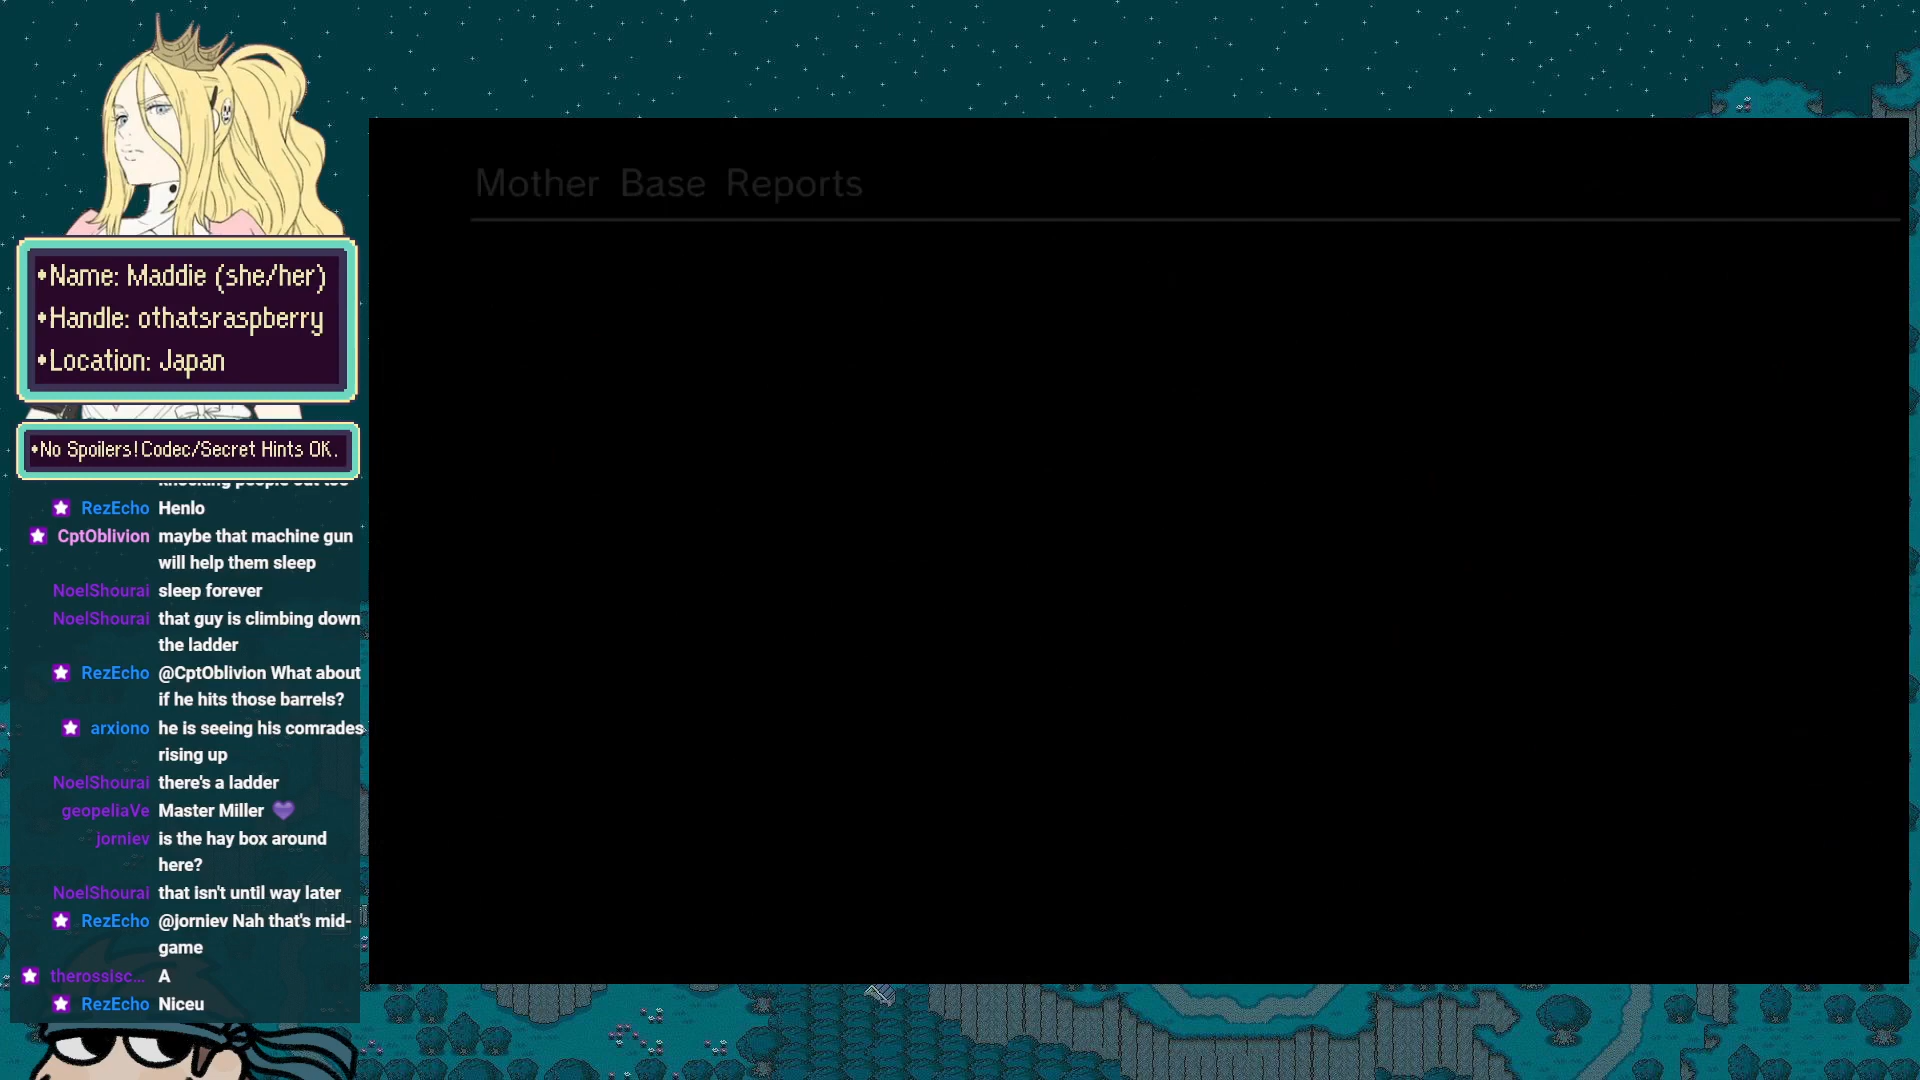 Mother Base Reports
•Name: Maddie (she/her)
•Handle: othatsraspberry
•Location: Japan
•No Spoilers!Codec/Secret Hints OK.
knocking people out too
RezEcho Henlo
CptOblivion maybe that machine gun
will help them sleep
NoelShourai sleep forever
NoelShourai that guy is climbing down
the ladder
RezEcho @CptOblivion What about
if he hits those barrels?
arxiono he is seeing his comrades
rising up
NoelShourai there's a ladder
geopeliaVe Master Miller 💜
jorniev is the hay box around
here?
NoelShourai that isn't until way later
RezEcho @jorniev Nah that's mid-
game
therossisc... A
RezEcho Niceu